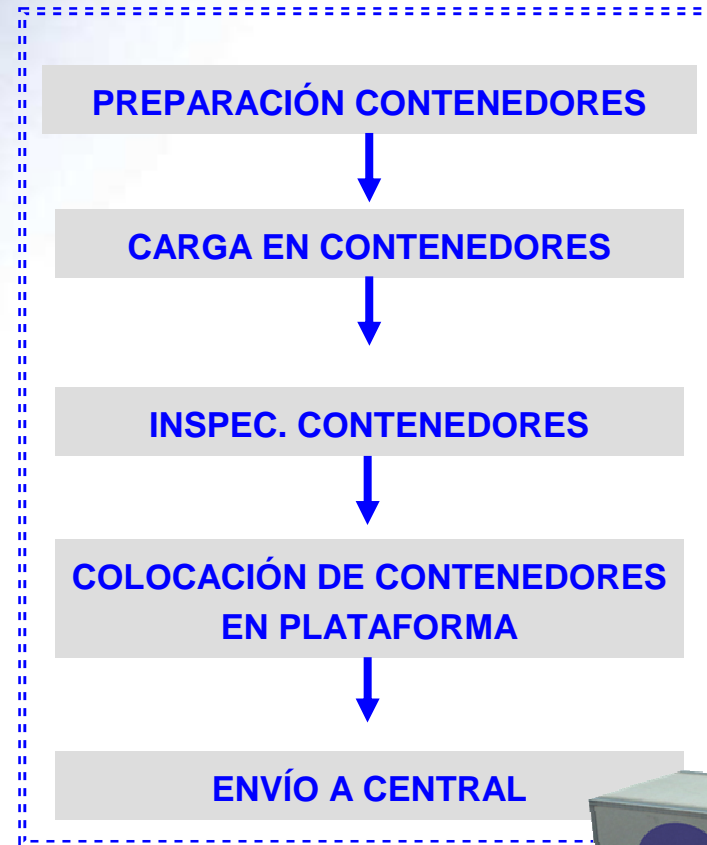 PREPARACIÓN CONTENEDORES
CARGA EN CONTENEDORES
INSPEC. CONTENEDORES
COLOCACIÓN DE CONTENEDORES
EN PLATAFORMA
ENVÍO A CENTRAL